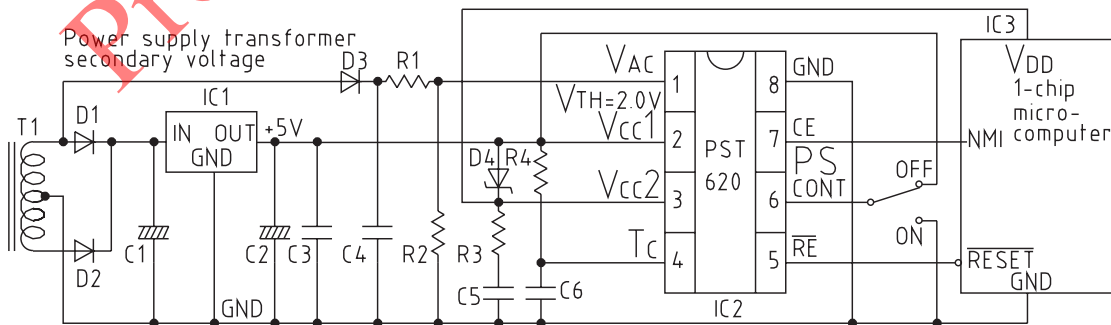 Pr
Power supply transformer
secondary voltage
D3
R1
VAC
1
8
GND
IC3
VDD
1-chip
micro-
computer
T1
D1
IC1
IN OUT
GND
+5V
VTH=2.0V
VCC1
2
PST
620
7
CE
NMI
D4
R4
VCC2
3
6
PS
CONT
OFF
ON
D2
C1
C2
C3
C4
R2
R3
TC
4
5
RE
RESET
GND
C5
C6
GND
IC2